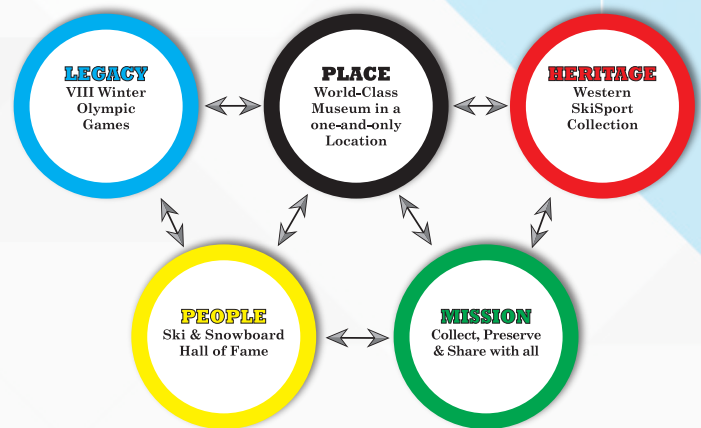 LEGACY
VIII Winter
Olympic
Games
PLACE
World-Class
Museum in a
one-and-only
Location
HERITAGE
Western
SkiSport
Collection
PEOPLE
Ski & Snowboard
Hall of Fame
MISSION
Collect, Preserve
& Share with all